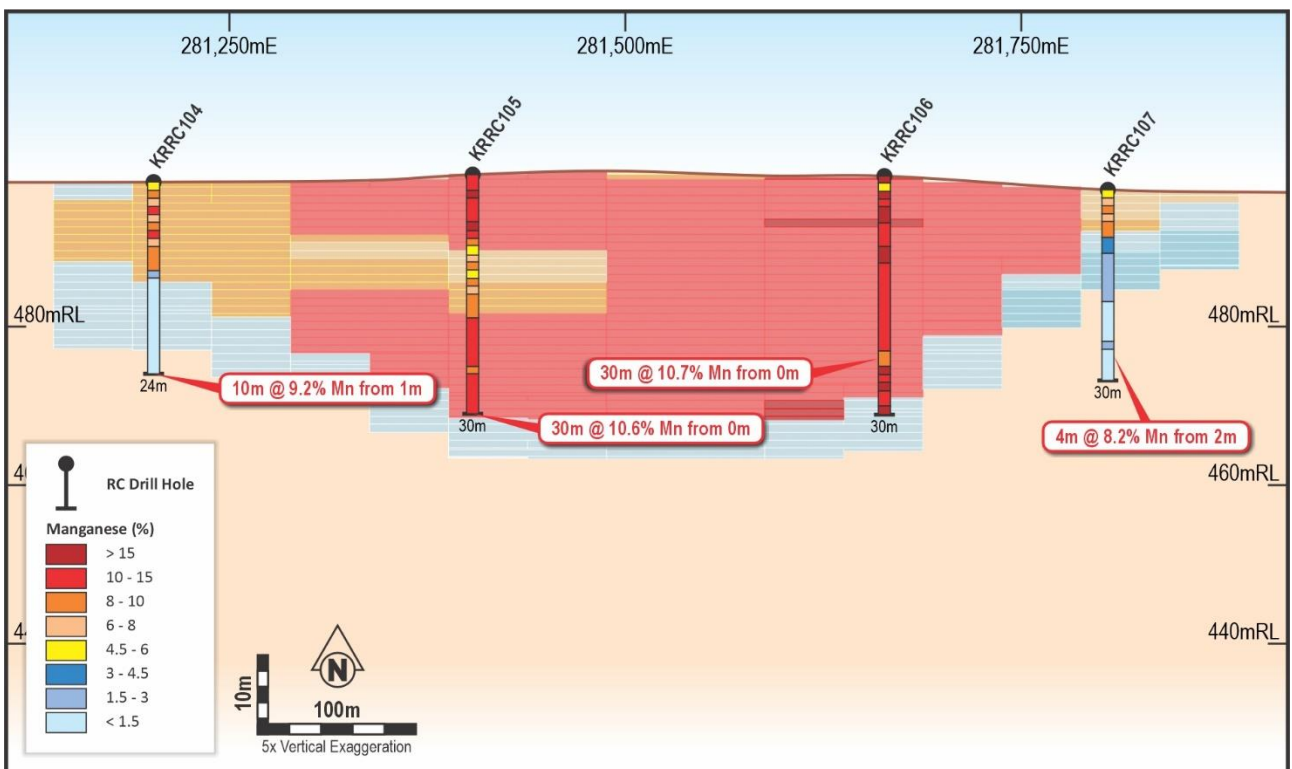 281,250mE
281,500mE
281,750mE
KRRC104
KRRC105
KRRC106
KRRC107
480mRL
480mRL
24m
10m @ 9.2% Mn from 1m
30m @ 10.7% Mn from 0m
30m
30m @ 10.6% Mn from 0m
30m
30m
4m @ 8.2% Mn from 2m
460mRL
440mRL
RC Drill Hole
Manganese (%)
> 15
10 - 15
8 - 10
6 - 8
4.5 - 6
3 - 4.5
1.5 - 3
< 1.5
N
10m
100m
5x Vertical Exaggeration